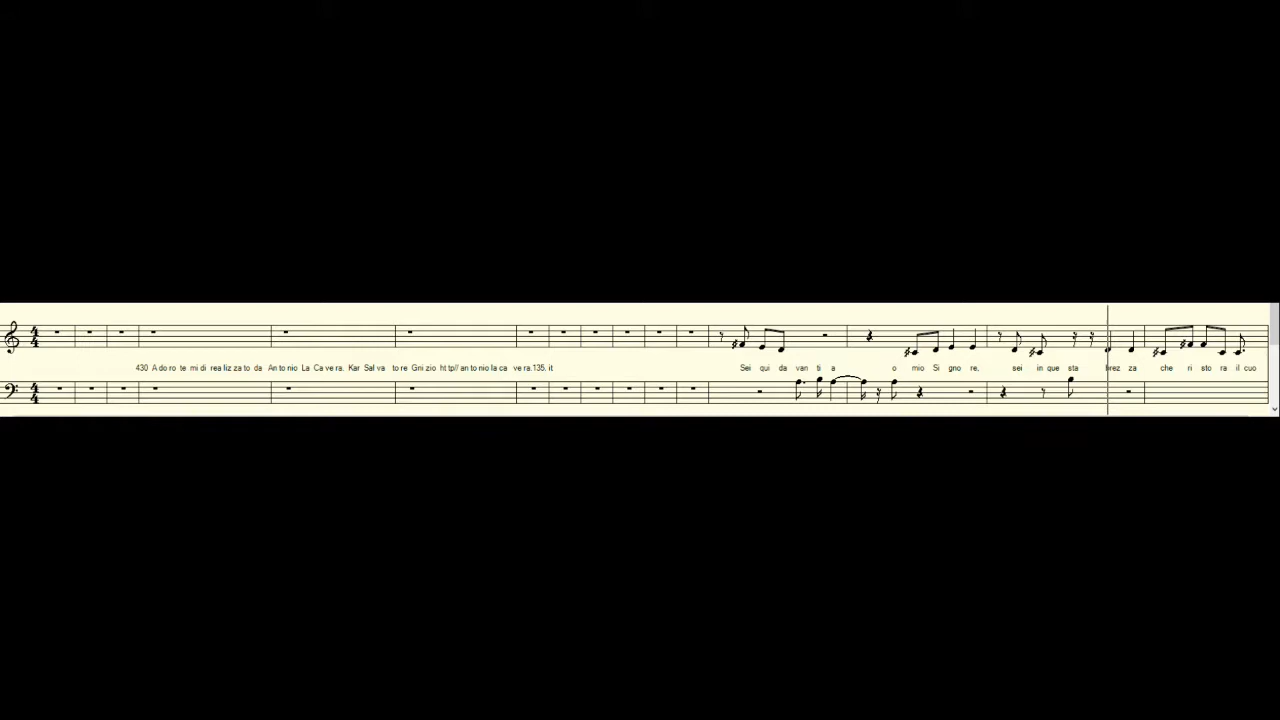 430 A do ro te mi di rea liz za to da An to nio La Ca ve ra. Kar Sal va to re Gni zio ht tp// an to nio la ca ve ra.135. it Sei qui da van ti a o mio Si gno re, sei in que sta brez za che ri sto ra il cuo